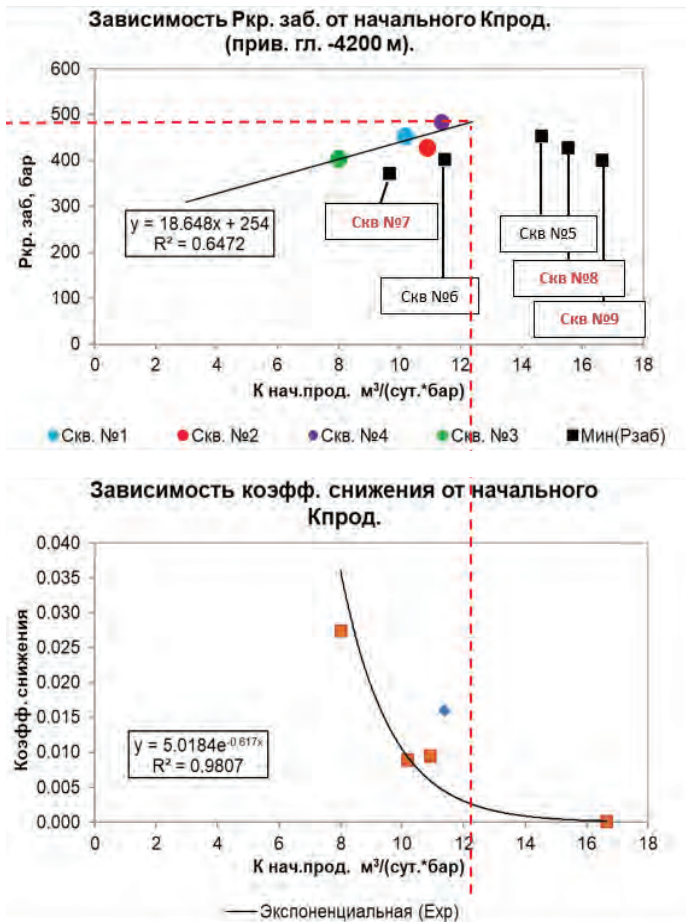 Зависимость Ркр. заб. от начального Кпрод.
(прив. гл. -4200 м).
600
500
400
300
200
100
0
Ркр. заб, бар
y = 18.648x + 254
R² = 0.6472
Скв №7
Скв №6
Скв №5
Скв №8
Скв №9
0 2 4 6 8 10 12 14 16 18
К нач.прод. м³/(сут.*бар)
Скв. №1 Скв. №2 Скв. №4 Скв. №3 Мин(Рзаб)
Зависимость коэфф. снижения от начального
Кпрод.
0.040
0.035
0.030
0.025
0.020
0.015
0.010
0.005
0.000
Коэфф. снижения
y = 5.0184e⁻⁰·⁶¹⁷ˣ
R² = 0.9807
0 2 4 6 8 10 12 14 16 18
К нач.прод. м³/(сут.*бар)
Экспоненциальная (Exp)